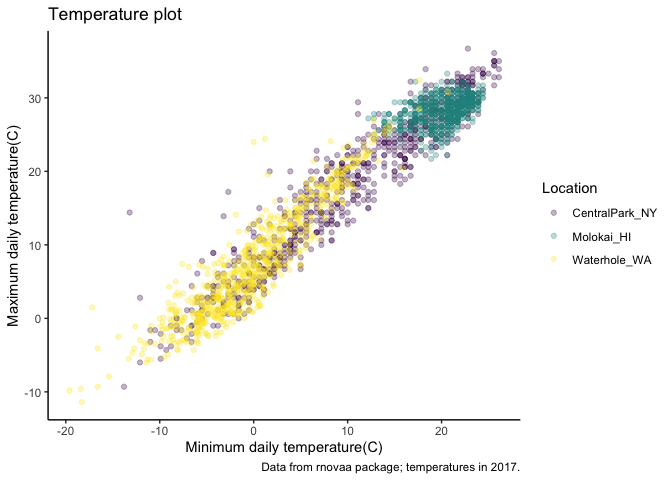 Temperature plot
Maximum daily temperature(C)
30
20
10
0
-10
-20
-10
0
10
20
Minimum daily temperature(C)
Location
CentralPark_NY
Molokai_HI
Waterhole_WA
Data from rnovaa package; temperatures in 2017.